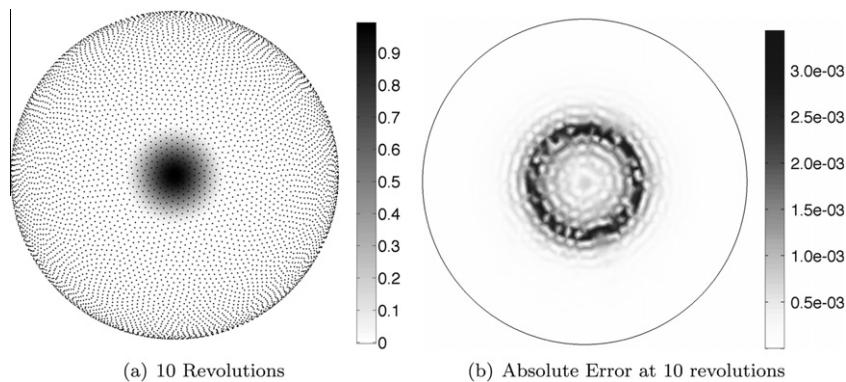 0.9
0.8
0.7
0.6
0.5
0.4
0.3
0.2
0.1
0
3.0e-03
2.5e-03
2.0e-03
1.5e-03
1.0e-03
0.5e-03
(a) 10 Revolutions
(b) Absolute Error at 10 revolutions